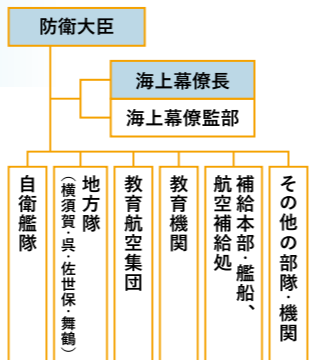 防衛大臣
海上幕僚長
海上幕僚監部
自衛艦隊
地方隊
（横須賀・呉・佐世保・舞鶴）
教育航空集団
教育機関
補給本部・艦船、
航空補給処
その他の部隊・機関